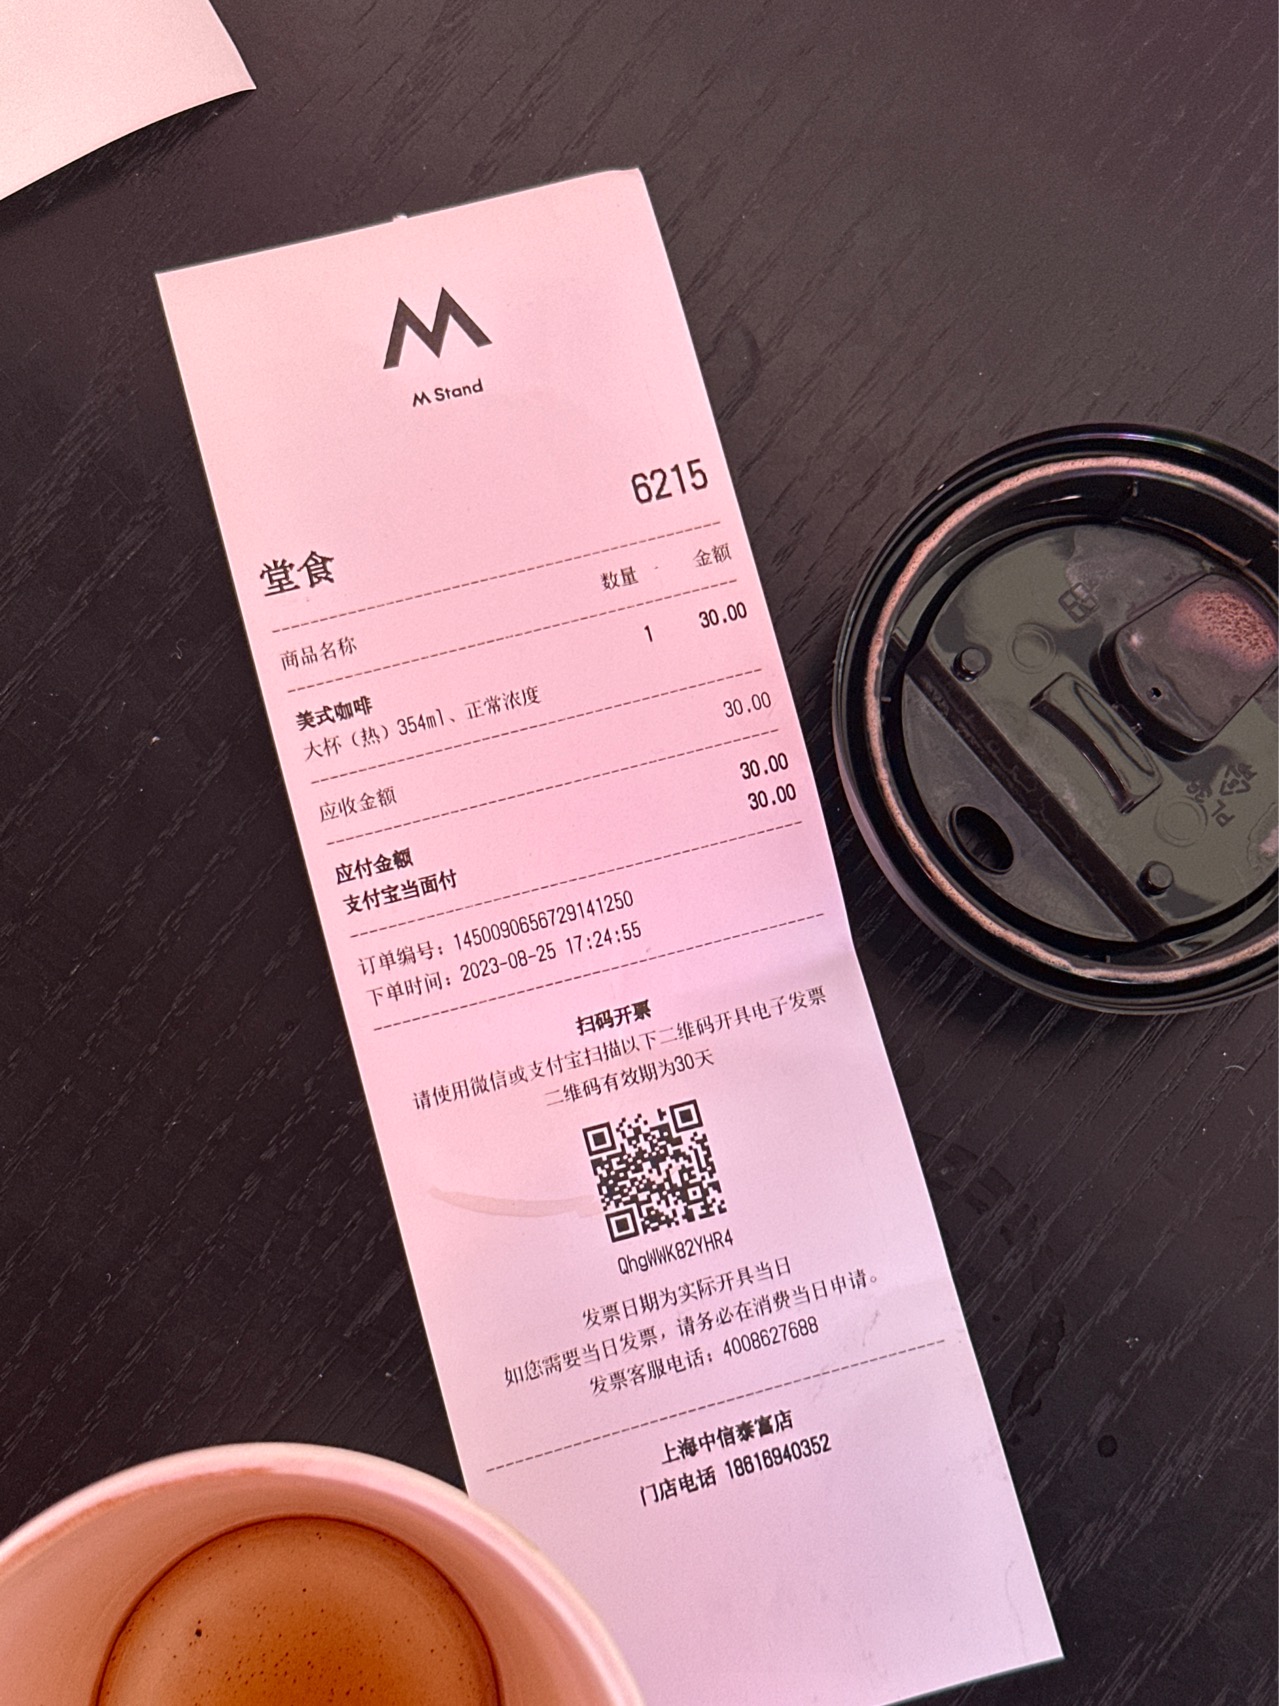 M Stand
6215
堂食
商品名称 数量 金额
美式咖啡 1 30.00
大杯（热）354ml、正常浓度
应收金额 30.00
应付金额 30.00
支付宝当面付 30.00
订单编号：1450090656729141250
下单时间：2023-08-25 17:24:55
扫码开票
请使用微信或支付宝扫描以下二维码开具电子发票
二维码有效期为30天
QhgWWK82YHR4
发票日期为实际开具当日
如您需要当日发票，请务必在消费当日申请。
发票客服电话：4008627688
上海中信泰富店
门店电话 18616940352